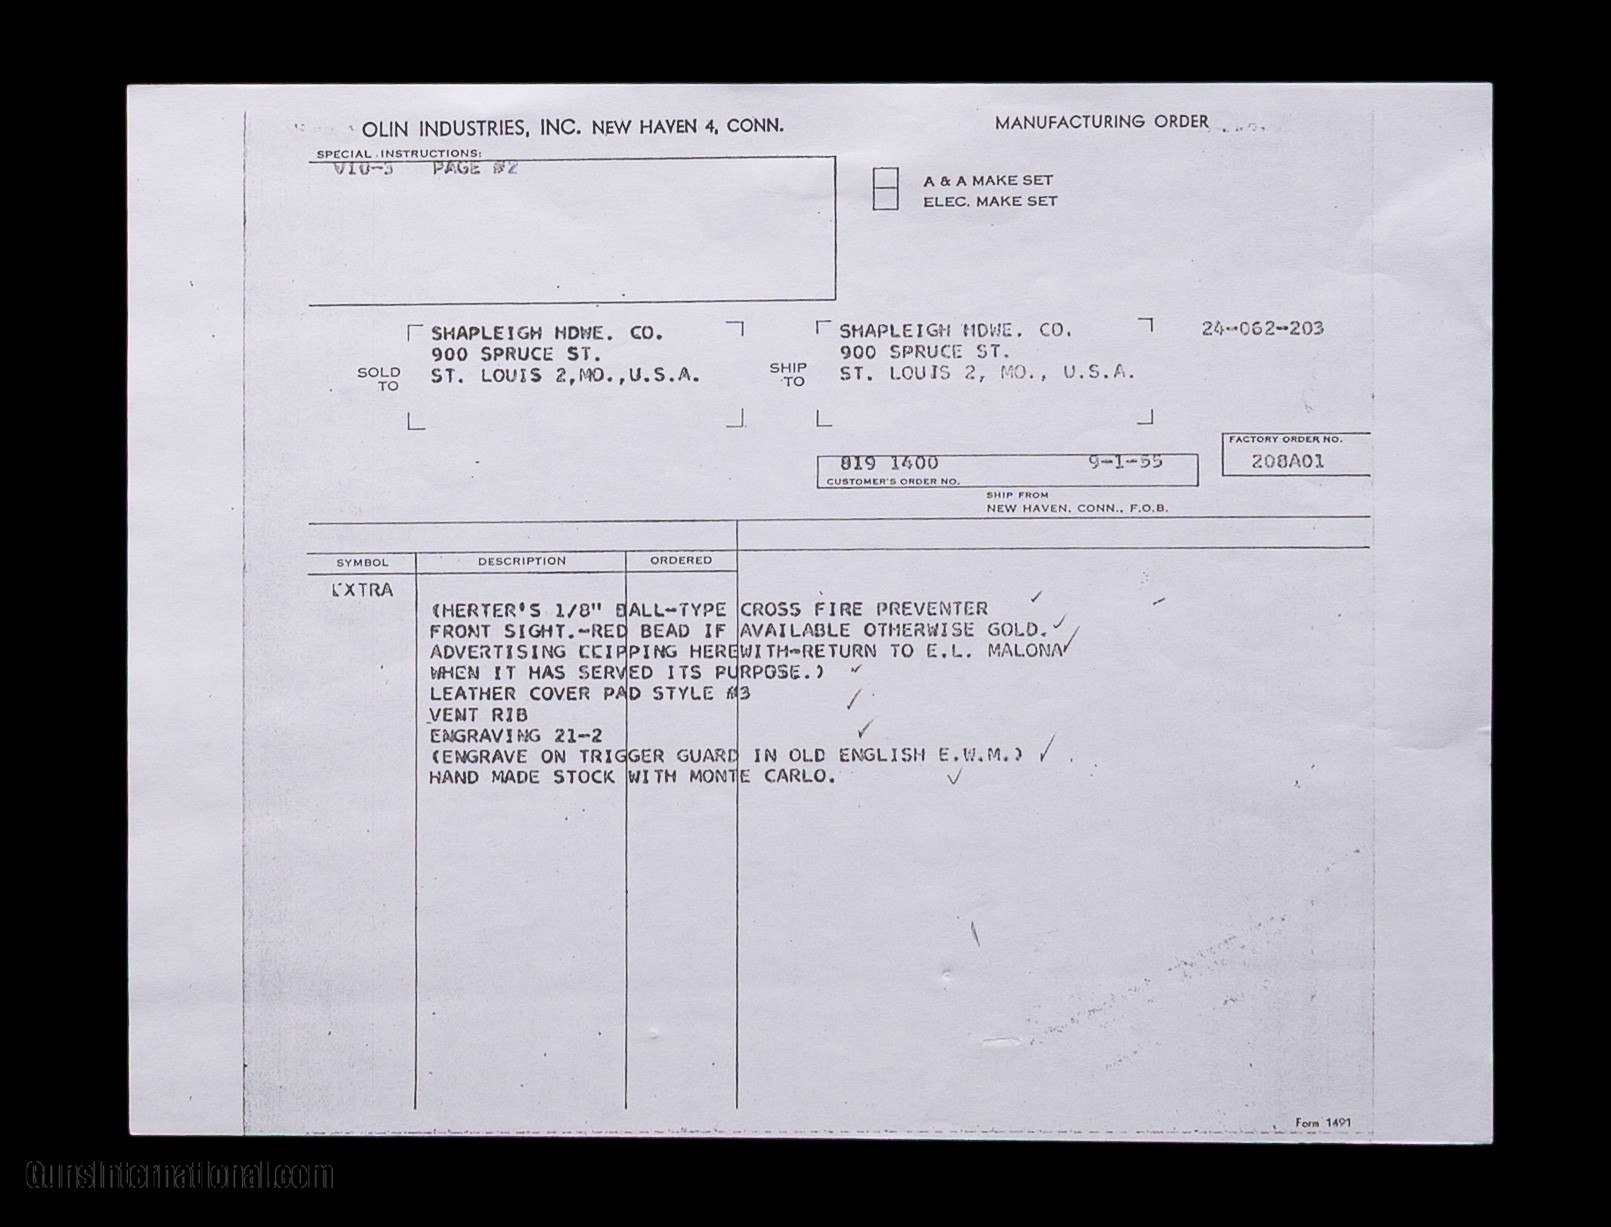 OLIN INDUSTRIES, INC. NEW HAVEN 4, CONN.
MANUFACTURING ORDER
SPECIAL INSTRUCTIONS:
V10-3 PAGE #2
A & A MAKE SET
ELEC. MAKE SET
SOLD TO
SHAPLEIGH HDWE. CO.
900 SPRUCE ST.
ST. LOUIS 2,MO.,U.S.A.
SHIP TO
SHAPLEIGH HDWE. CO.
900 SPRUCE ST.
ST. LOUIS 2, MO., U.S.A.
24-062-203
FACTORY ORDER NO.
208A01
819 1400 9-1-55
CUSTOMER'S ORDER NO.
SHIP FROM
NEW HAVEN, CONN., F.O.B.
SYMBOL DESCRIPTION ORDERED
EXTRA
(HERTER'S 1/8" BALL-TYPE CROSS FIRE PREVENTER
FRONT SIGHT.-RED BEAD IF AVAILABLE OTHERWISE GOLD.
ADVERTISING CCIPPING HEREWITH-RETURN TO E.L. MALONA
WHEN IT HAS SERVED ITS PURPOSE.)
LEATHER COVER PAD STYLE #3
VENT RIB
ENGRAVING 21-2
(ENGRAVE ON TRIGGER GUARD IN OLD ENGLISH E.W.M.)
HAND MADE STOCK WITH MONTE CARLO.
Form 1491
GunsInternational.com